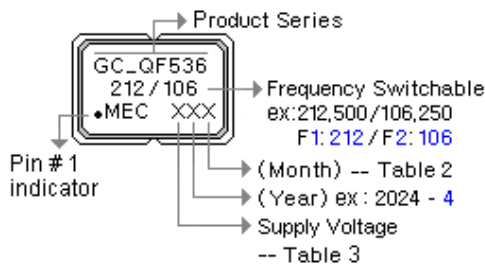 Product Series
GC_QF536
212 / 106
•MEC XXX
Frequency Switchable
ex:212,500/106,250
F1: 212 / F2: 106
Pin # 1
indicator
(Month) -- Table 2
(Year) ex : 2024 - 4
Supply Voltage
-- Table 3